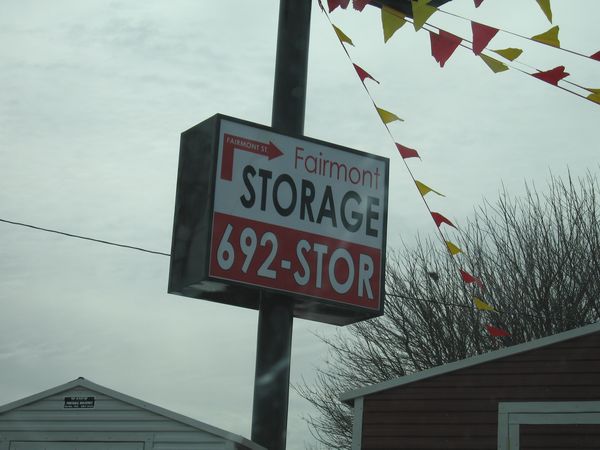 FAIRMONT ST.
Fairmont
STORAGE
692-STOR